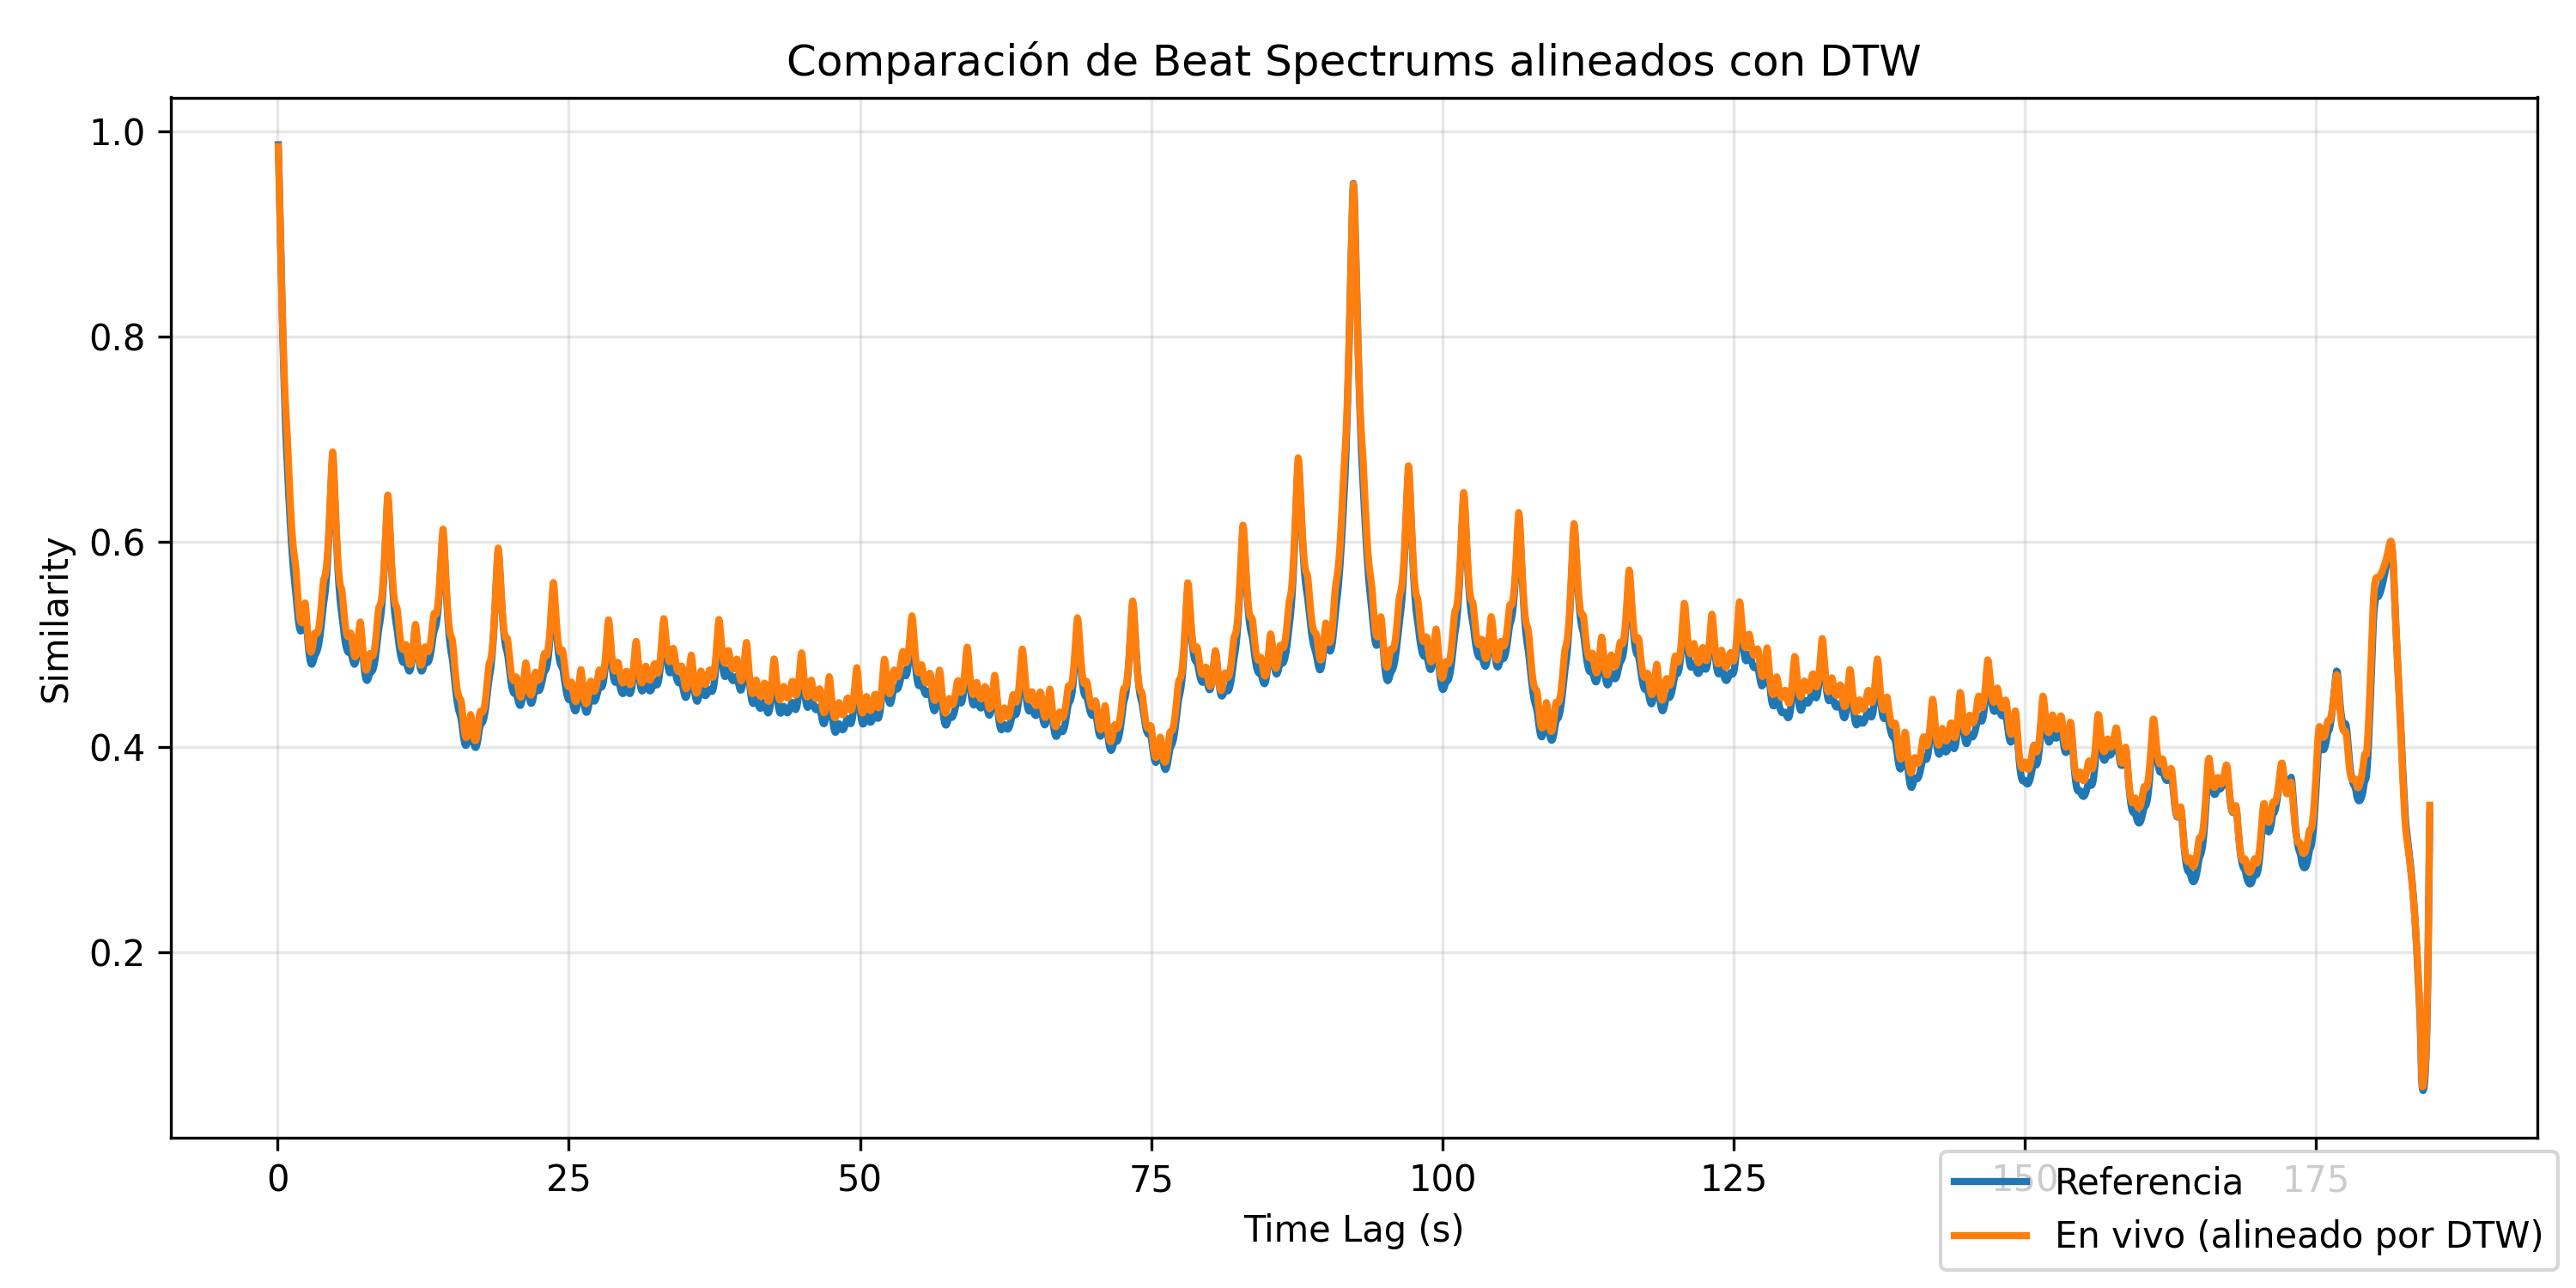 Comparación de Beat Spectrums alineados con DTW
Similarity
1.0
0.8
0.6
0.4
0.2
0 25 50 75 100 125 150 175
Time Lag (s)
Referencia
En vivo (alineado por DTW)